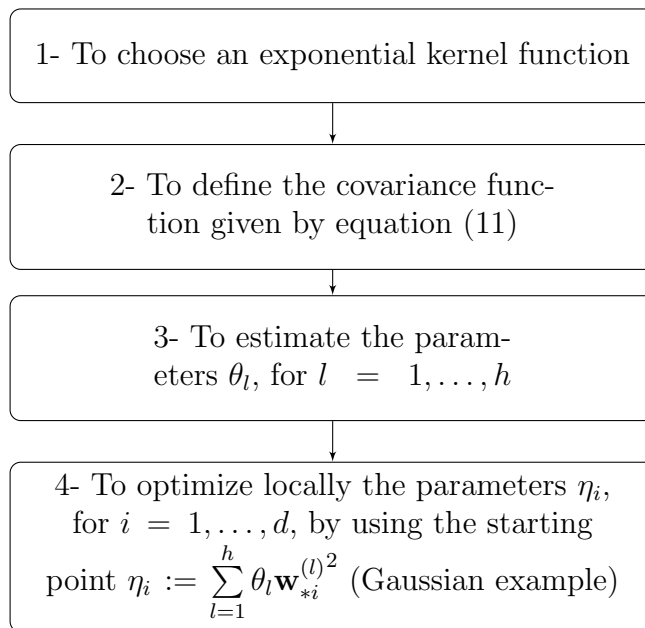 1- To choose an exponential kernel function
2- To define the covariance func-
tion given by equation (11)
3- To estimate the param-
eters θ_l, for l = 1, . . . , h
4- To optimize locally the parameters η_i,
for i = 1, . . . , d, by using the starting
point η_i := \sum_{l=1}^{h} θ_l \mathbf{w}_{*i}^{(l)^2} (Gaussian example)